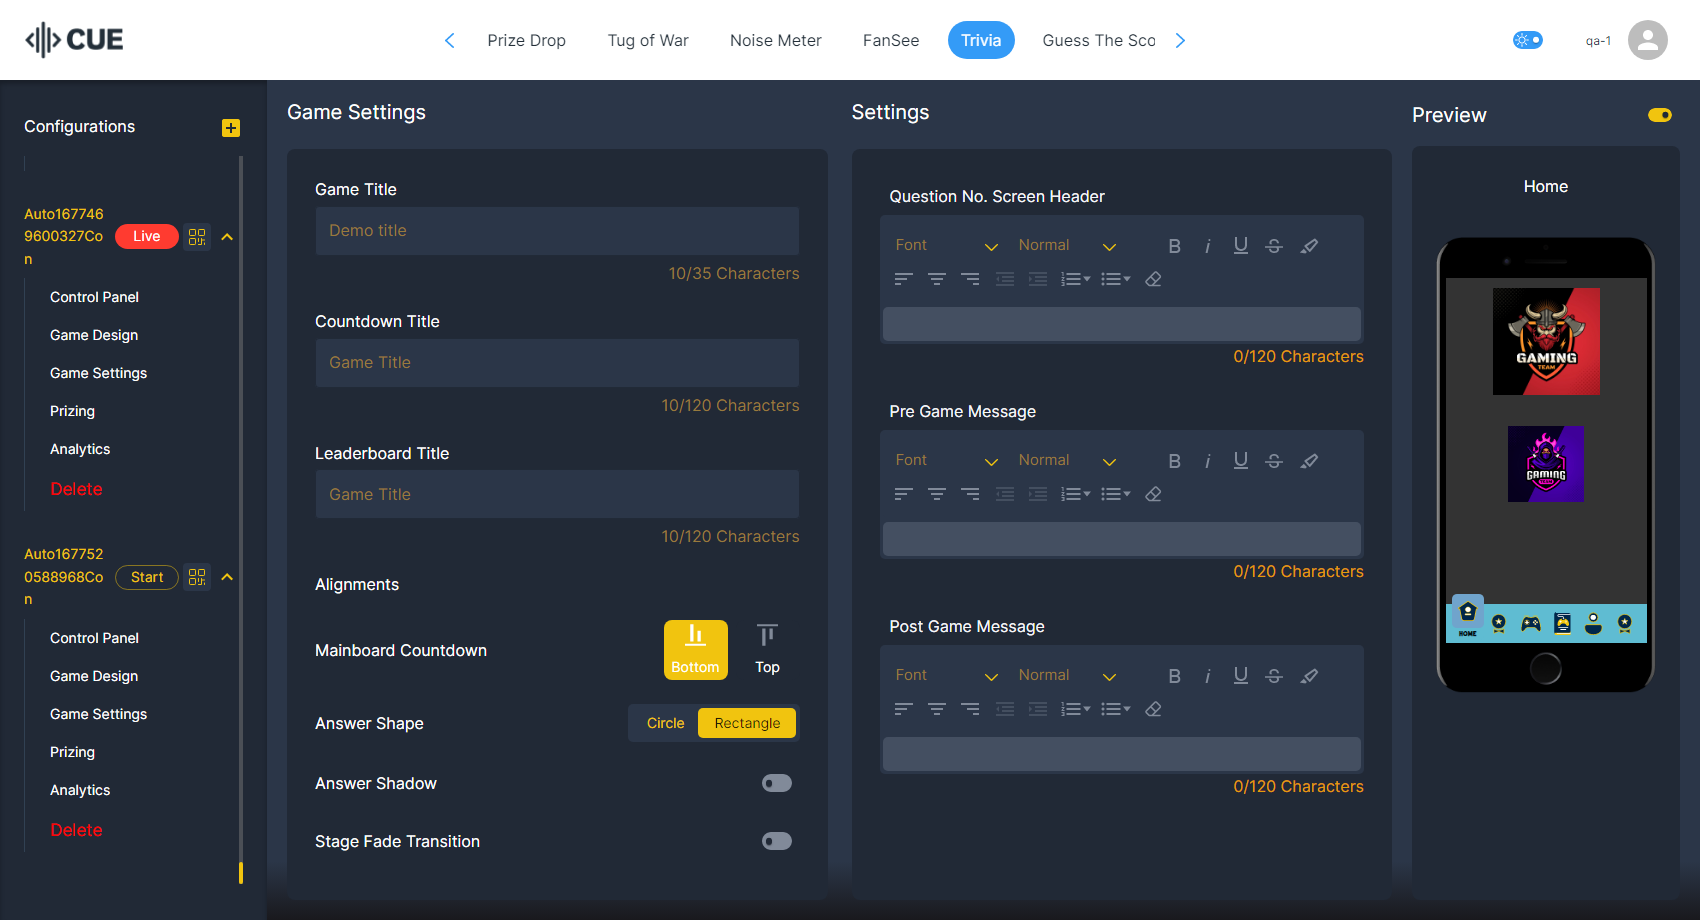 CUE
Prize Drop
Tug of War
Noise Meter
FanSee
Trivia
Guess The Sco
qa-1
Configurations
Auto167746
9600327Co
n
Live
Control Panel
Game Design
Game Settings
Prizing
Analytics
Delete
Auto167752
0588968Co
n
Start
Control Panel
Game Design
Game Settings
Prizing
Analytics
Delete
Game Settings
Game Title
Demo title
10/35 Characters
Countdown Title
Game Title
10/120 Characters
Leaderboard Title
Game Title
10/120 Characters
Alignments
Mainboard Countdown
Bottom
Top
Answer Shape
Circle
Rectangle
Answer Shadow
Stage Fade Transition
Settings
Question No. Screen Header
Font
Normal
B i U S
0/120 Characters
Pre Game Message
Font
Normal
B i U S
0/120 Characters
Post Game Message
Font
Normal
B i U S
0/120 Characters
Preview
Home
GAMING
TEAM
GAMING
TEAM
HOME